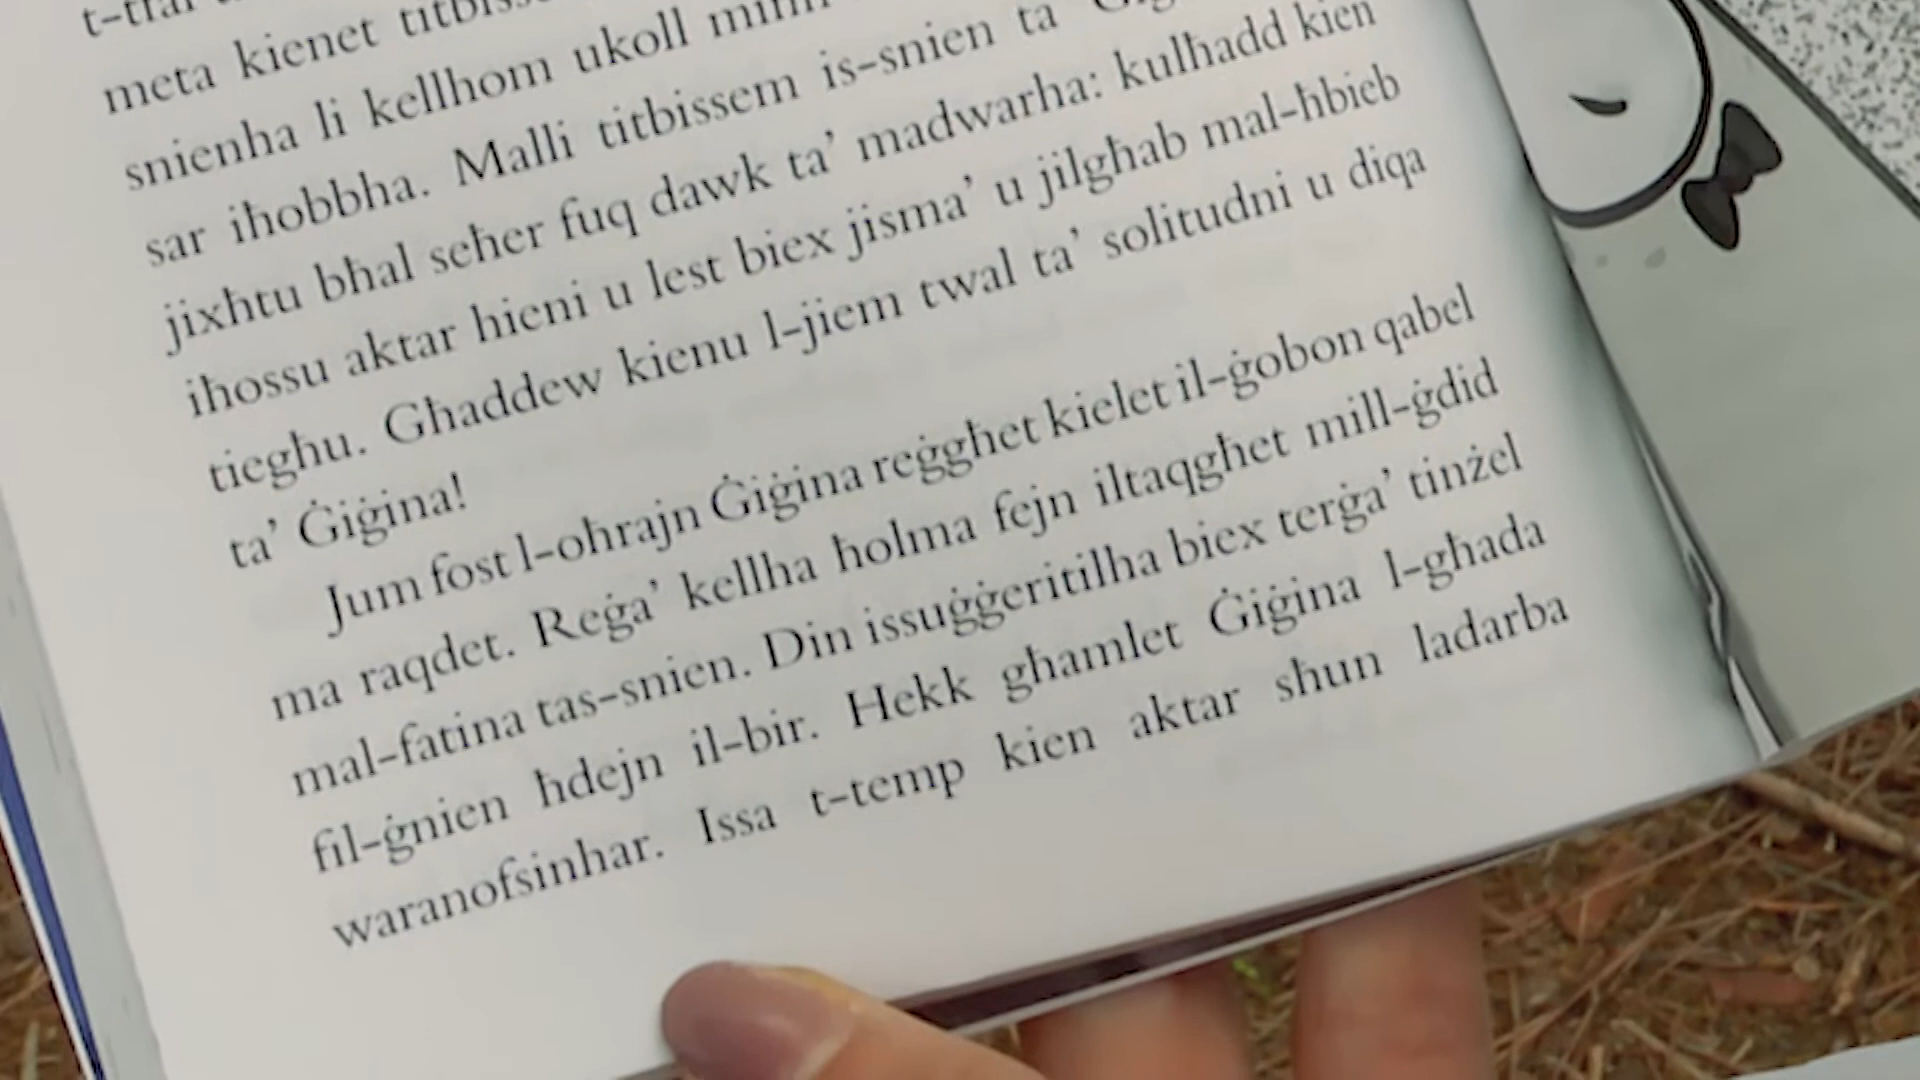 meta kienet
snienha li kellhom ukoll
sar iħobbha. Malli titbissem is-snien ta'
jixħtu bħal seħer fuq dawk ta' madwarha: kulħadd kien
iħossu aktar hieni u lest biex jisma' u jilgħab mal-ħbieb
tiegħu. Għaddew kienu l-jiem twal ta' solitudni u diqa
ta' Ġiġina!
Jum fost l-oħrajn Ġiġina reġgħet kielet il-ġobon qabel
ma raqdet. Reġa' kellha ħolma fejn iltaqgħet mill-ġdid
mal-fatina tas-snien. Din issuġġeritilha biex terġa' tinżel
fil-ġnien ħdejn il-bir. Hekk għamlet Ġiġina l-għada
waranofsinhar. Issa t-temp kien aktar sħun ladarba